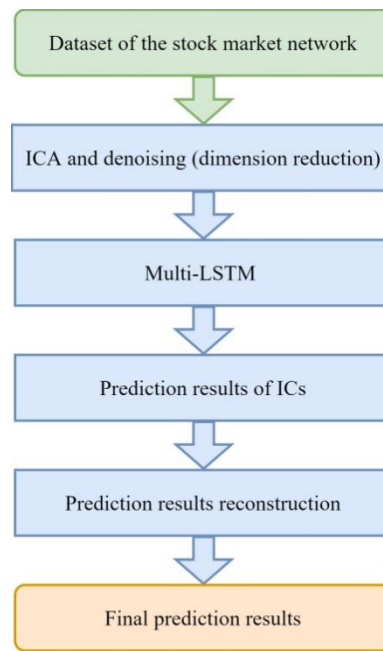 Dataset of the stock market network
ICA and denoising (dimension reduction)
Multi-LSTM
Prediction results of ICs
Prediction results reconstruction
Final prediction results